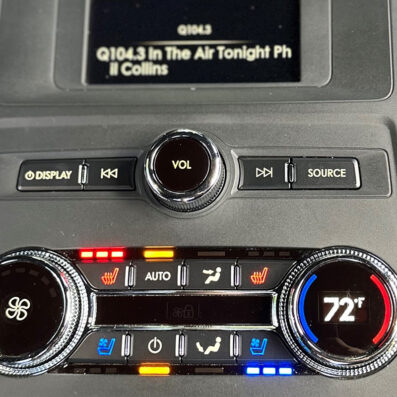 Q104.3
Q104.3 In The Air Tonight Ph
il Collins
VOL
DISPLAY
SOURCE
AUTO
72°F